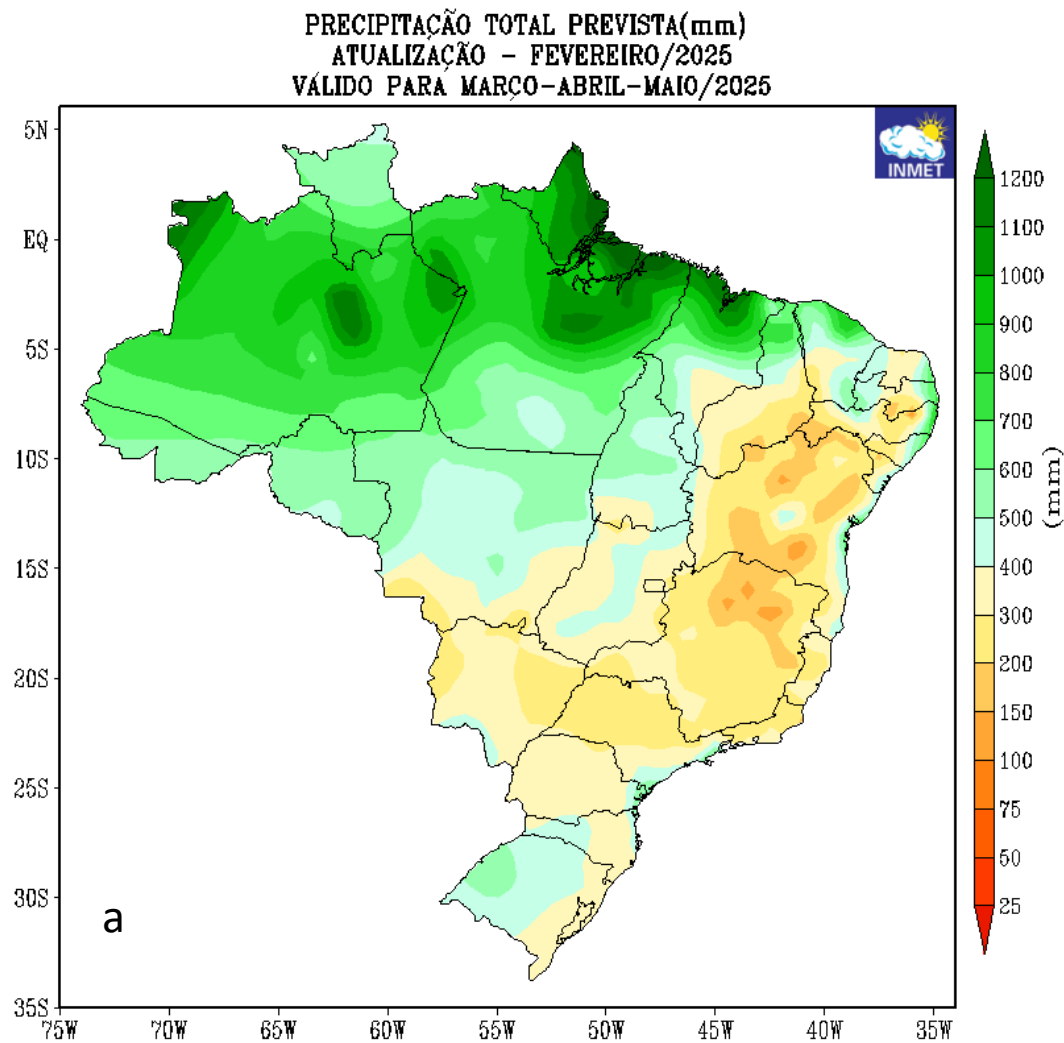 PRECIPITAÇÃO TOTAL PREVISTA(mm)
ATUALIZAÇÃO – FEVEREIRO/2025
VÁLIDO PARA MARÇO-ABRIL-MAIO/2025
INMET
5N
EQ
5S
10S
15S
20S
25S
30S
35S
75W
70W
65W
60W
55W
50W
45W
40W
35W
a
1200
1100
1000
900
800
700
600
500
400
300
200
150
100
75
50
25
(mm)